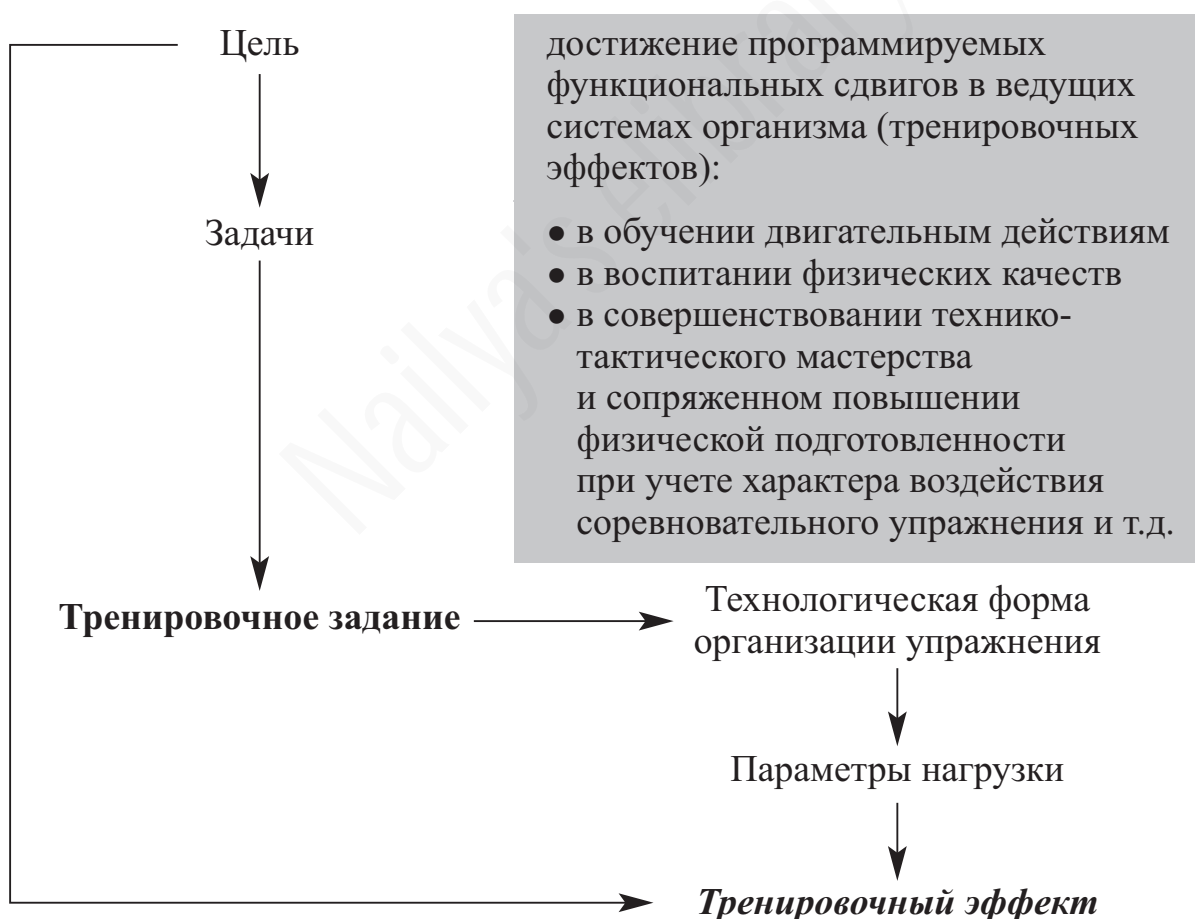 Цель
достижение программируемых
функциональных сдвигов в ведущих
системах организма (тренировочных
эффектов):
Задачи
● в обучении двигательным действиям
● в воспитании физических качеств
● в совершенствовании технико-
тактического мастерства
и сопряженном повышении
физической подготовленности
при учете характера воздействия
соревновательного упражнения и т.д.
Тренировочное задание
Технологическая форма
организации упражнения
Параметры нагрузки
Тренировочный эффект